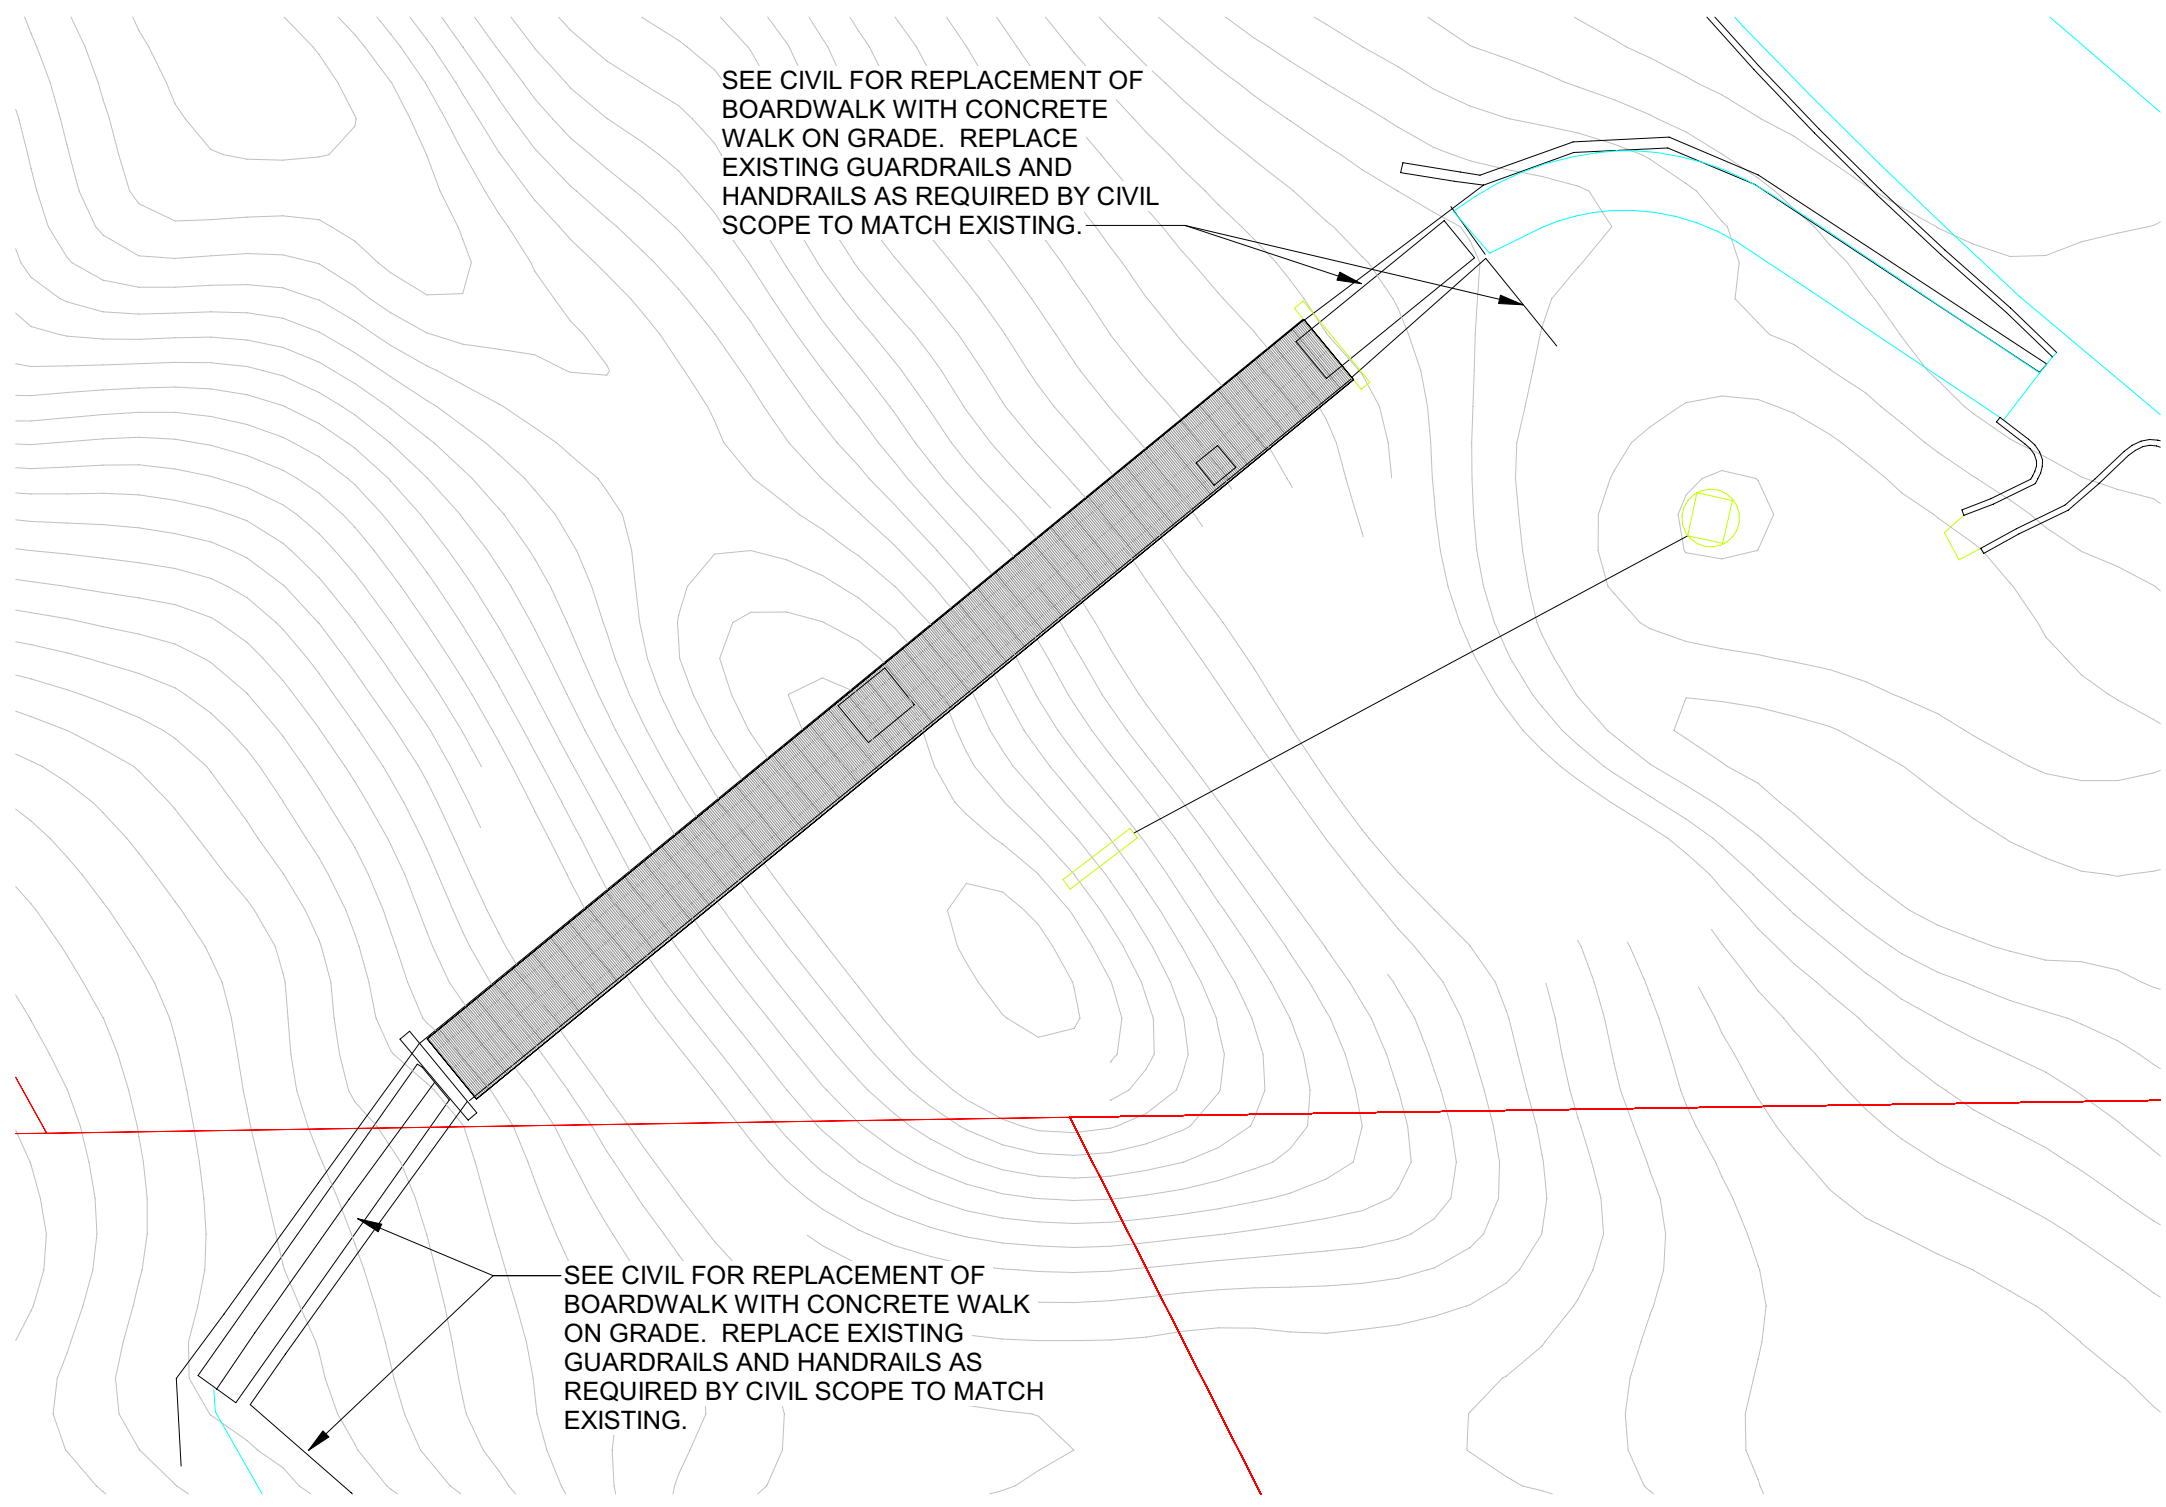 SEE CIVIL FOR REPLACEMENT OF
BOARDWALK WITH CONCRETE
WALK ON GRADE.  REPLACE
EXISTING GUARDRAILS AND
HANDRAILS AS REQUIRED BY CIVIL
SCOPE TO MATCH EXISTING.
SEE CIVIL FOR REPLACEMENT OF
BOARDWALK WITH CONCRETE WALK
ON GRADE.  REPLACE EXISTING
GUARDRAILS AND HANDRAILS AS
REQUIRED BY CIVIL SCOPE TO MATCH
EXISTING.